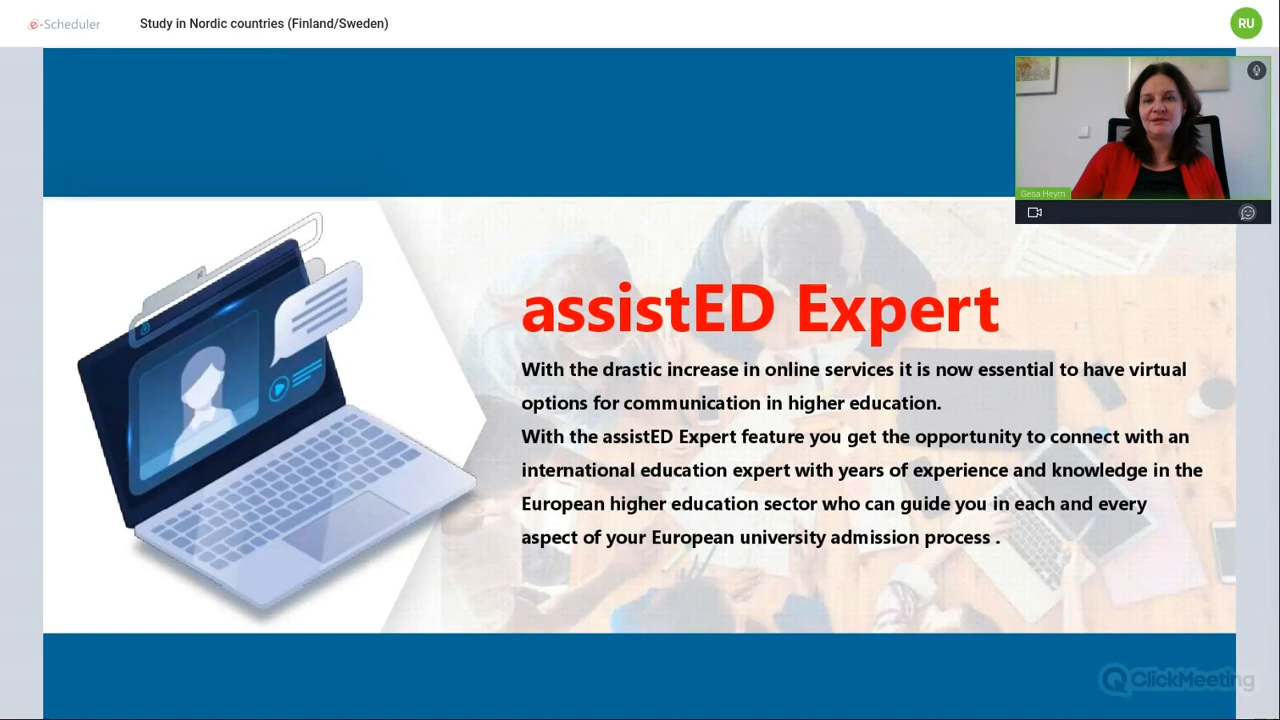 e-Scheduler
Study in Nordic countries (Finland/Sweden)
RU
Gesa Heym
assistED Expert
With the drastic increase in online services it is now essential to have virtual
options for communication in higher education.
With the assistED Expert feature you get the opportunity to connect with an
international education expert with years of experience and knowledge in the
European higher education sector who can guide you in each and every
aspect of your European university admission process .
ClickMeeting